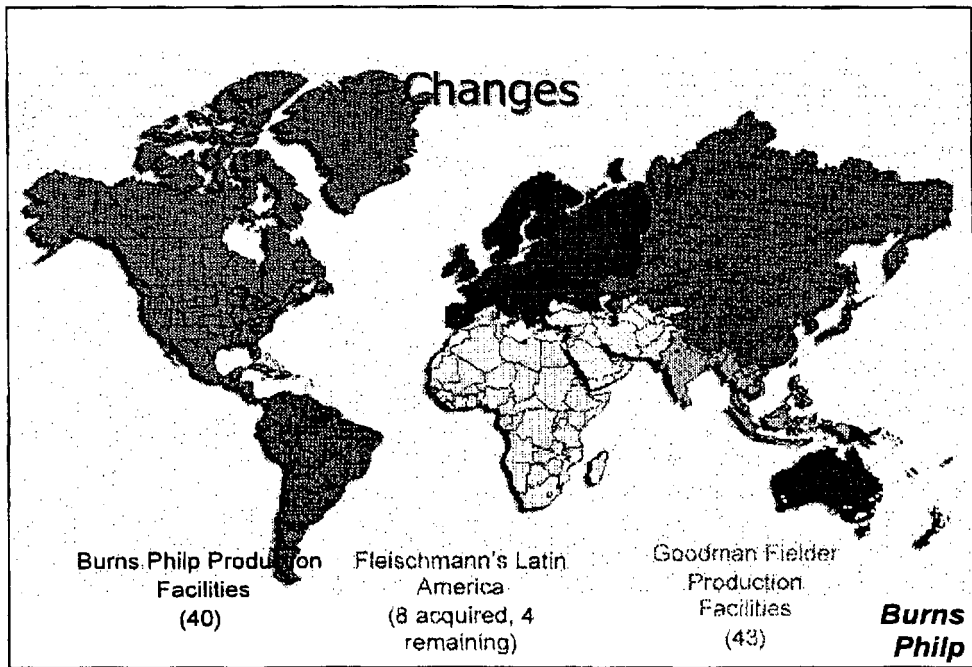 Changes
Burns Philp Production
Facilities
(40)
Fleischmann's Latin
America
(8 acquired, 4
remaining)
Goodman Fielder
Production
Facilities
(43)
Burns
Philp